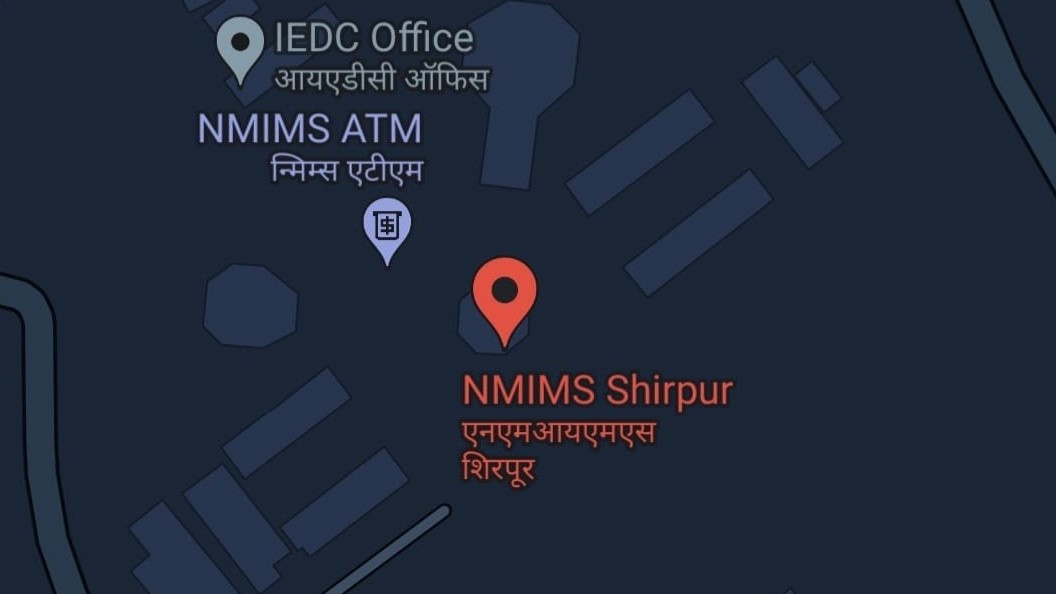 IEDC Office
आयएडीसी ऑफिस
NMIMS ATM
न्मिम्स एटीएम
NMIMS Shirpur
एनएमआयएमएस
शिरपूर